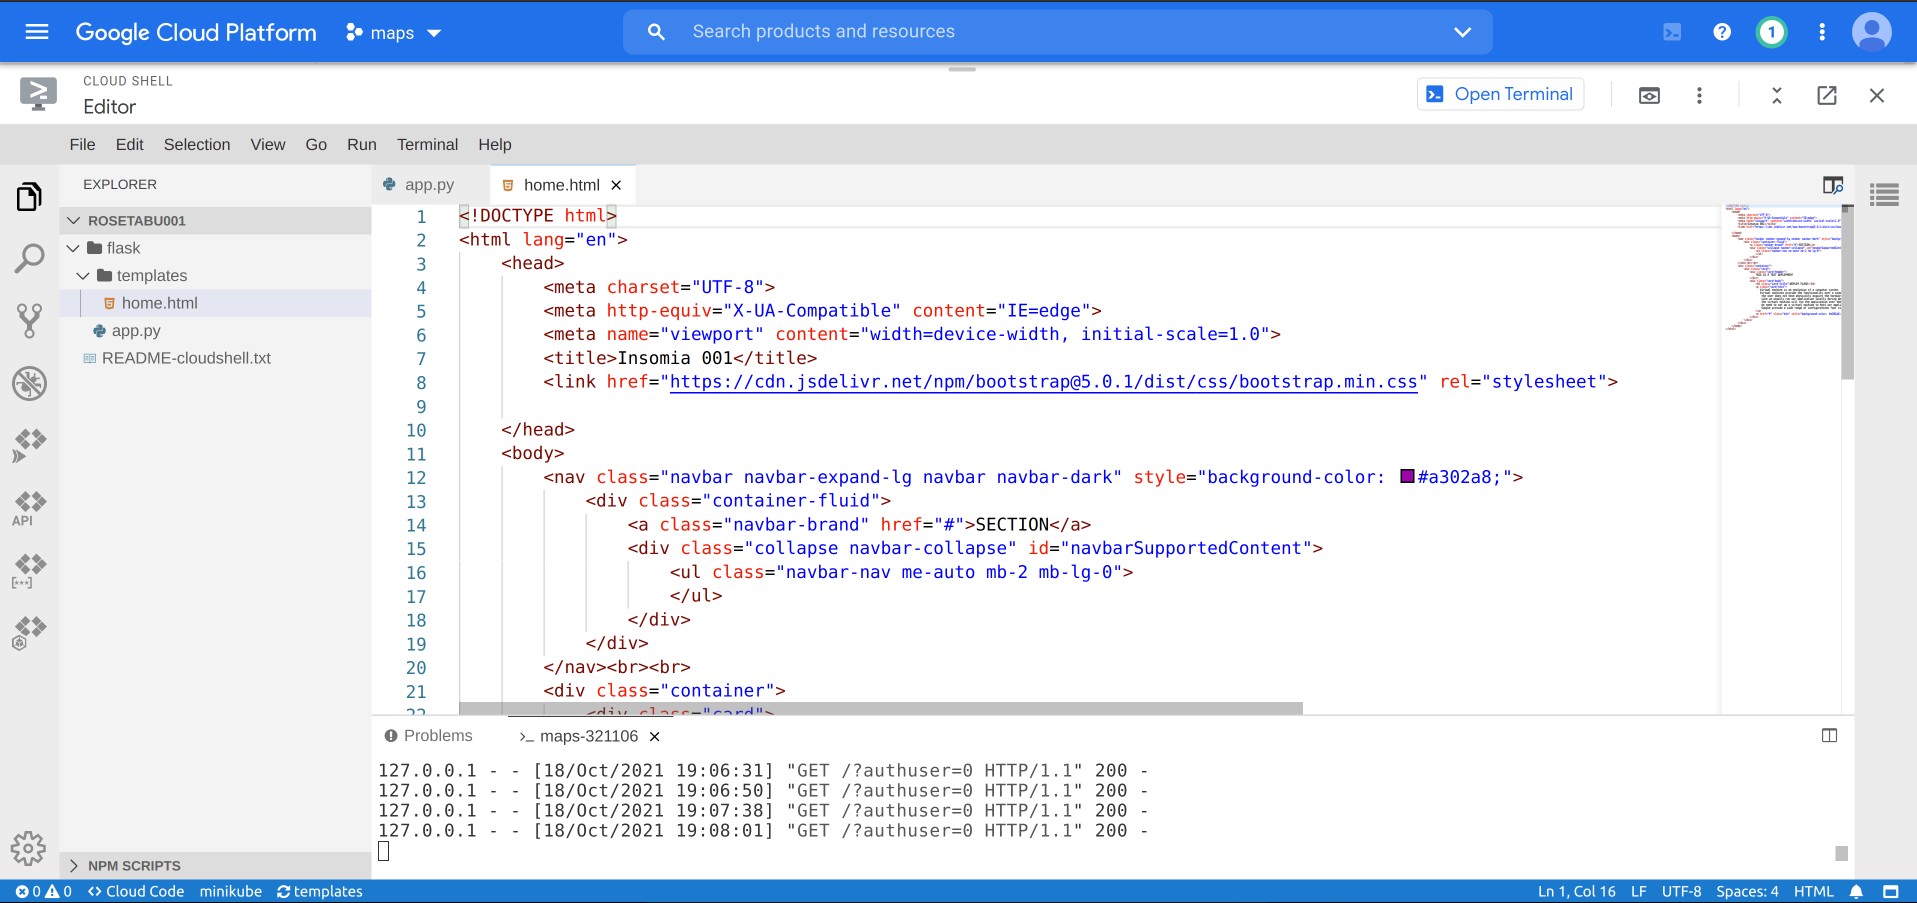 Google Cloud Platform maps Search products and resources 1
CLOUD SHELL
Editor
Open Terminal
File Edit Selection View Go Run Terminal Help
EXPLORER
ROSETABU001
flask
templates
home.html
app.py
README-cloudshell.txt
API
NPM SCRIPTS
app.py home.html
1 <!DOCTYPE html>
2 <html lang="en">
3 <head>
4 <meta charset="UTF-8">
5 <meta http-equiv="X-UA-Compatible" content="IE=edge">
6 <meta name="viewport" content="width=device-width, initial-scale=1.0">
7 <title>Insomia 001</title>
8 <link href="https://cdn.jsdelivr.net/npm/bootstrap@5.0.1/dist/css/bootstrap.min.css" rel="stylesheet">
9
10 </head>
11 <body>
12 <nav class="navbar navbar-expand-lg navbar navbar-dark" style="background-color: #a302a8;">
13 <div class="container-fluid">
14 <a class="navbar-brand" href="#">SECTION</a>
15 <div class="collapse navbar-collapse" id="navbarSupportedContent">
16 <ul class="navbar-nav me-auto mb-2 mb-lg-0">
17 </ul>
18 </div>
19 </div>
20 </nav><br><br>
21 <div class="container">
22 <div class="card">
Problems maps-321106
127.0.0.1 - - [18/Oct/2021 19:06:31] "GET /?authuser=0 HTTP/1.1" 200 -
127.0.0.1 - - [18/Oct/2021 19:06:50] "GET /?authuser=0 HTTP/1.1" 200 -
127.0.0.1 - - [18/Oct/2021 19:07:38] "GET /?authuser=0 HTTP/1.1" 200 -
127.0.0.1 - - [18/Oct/2021 19:08:01] "GET /?authuser=0 HTTP/1.1" 200 -
0 0 Cloud Code minikube templates Ln 1, Col 16 LF UTF-8 Spaces: 4 HTML